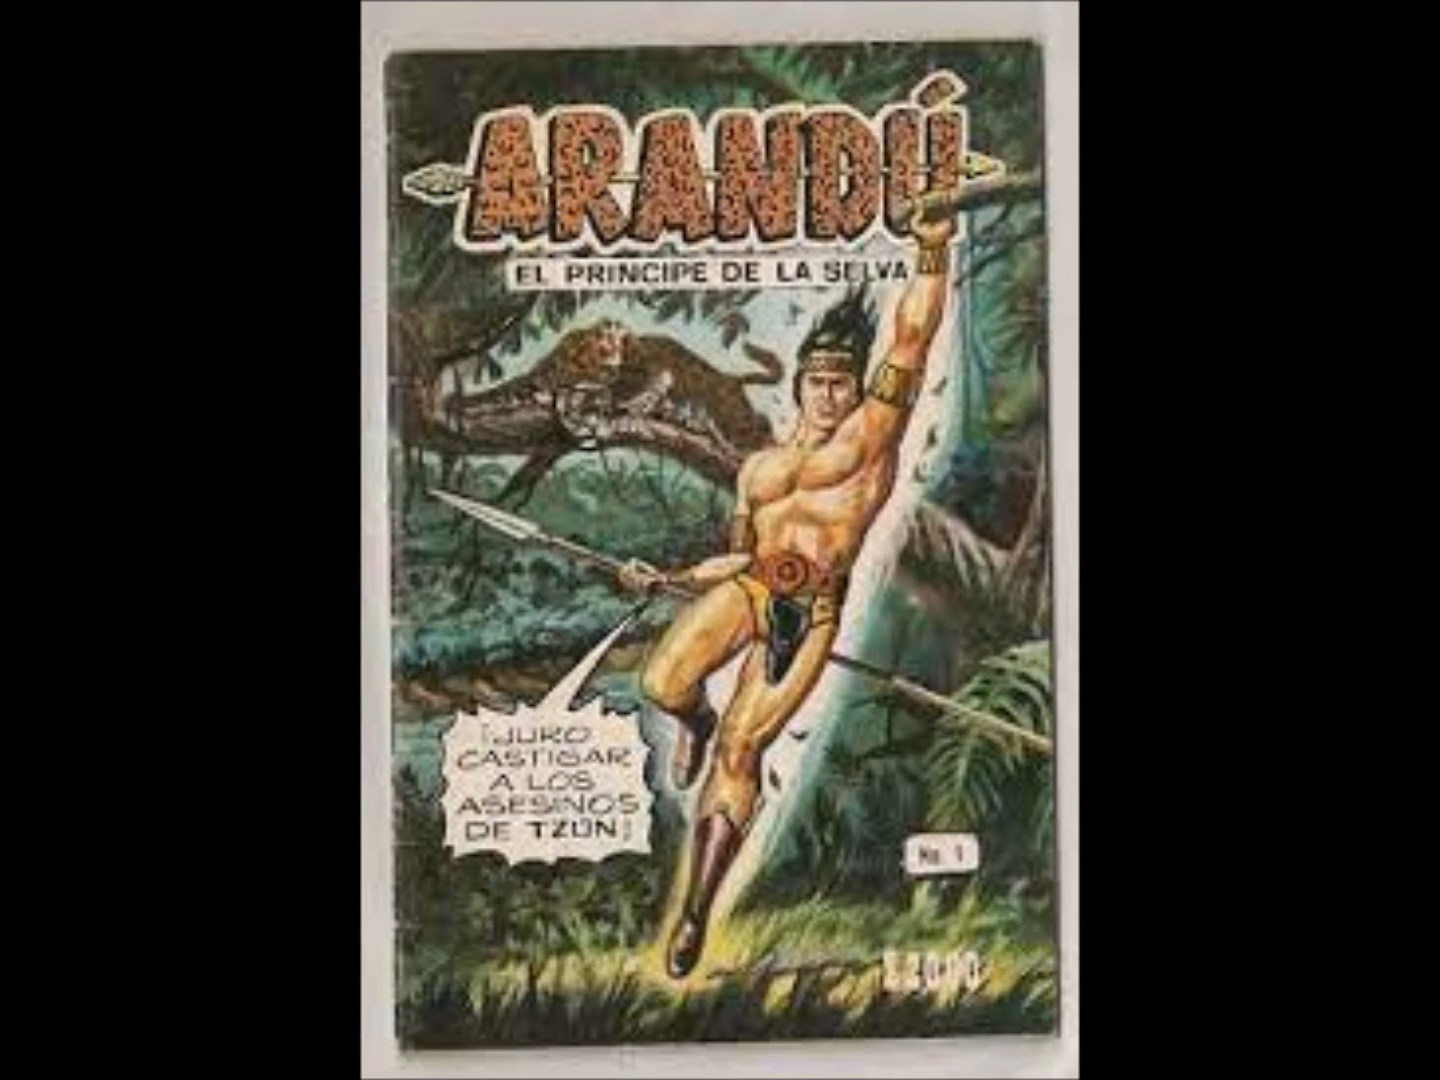 ARANDÚ
EL PRINCIPE DE LA SELVA
¡JURO
CASTIGAR
A LOS
ASESINOS
DE TZUN!
No. 1